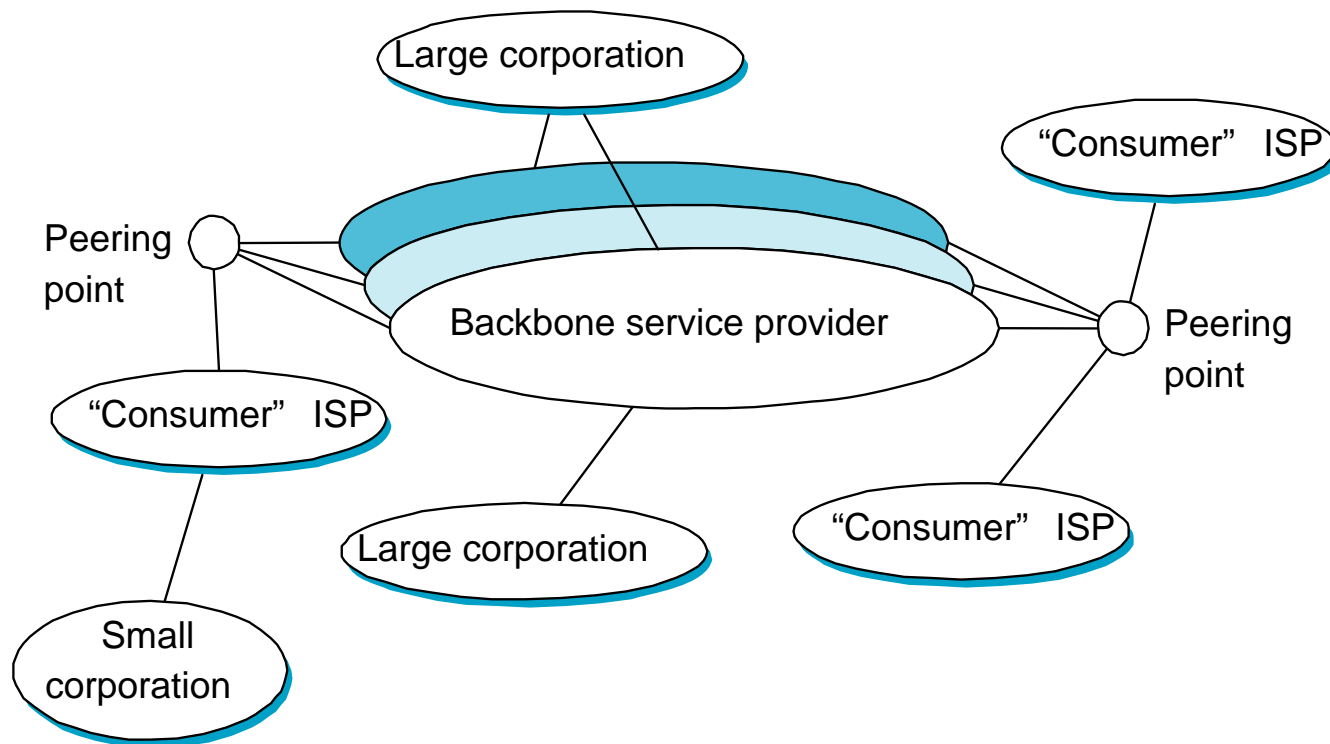 Large corporation
“Consumer” ISP
Peering
point
Backbone service provider
Peering
point
“Consumer” ISP
Large corporation
“Consumer” ISP
Small
corporation